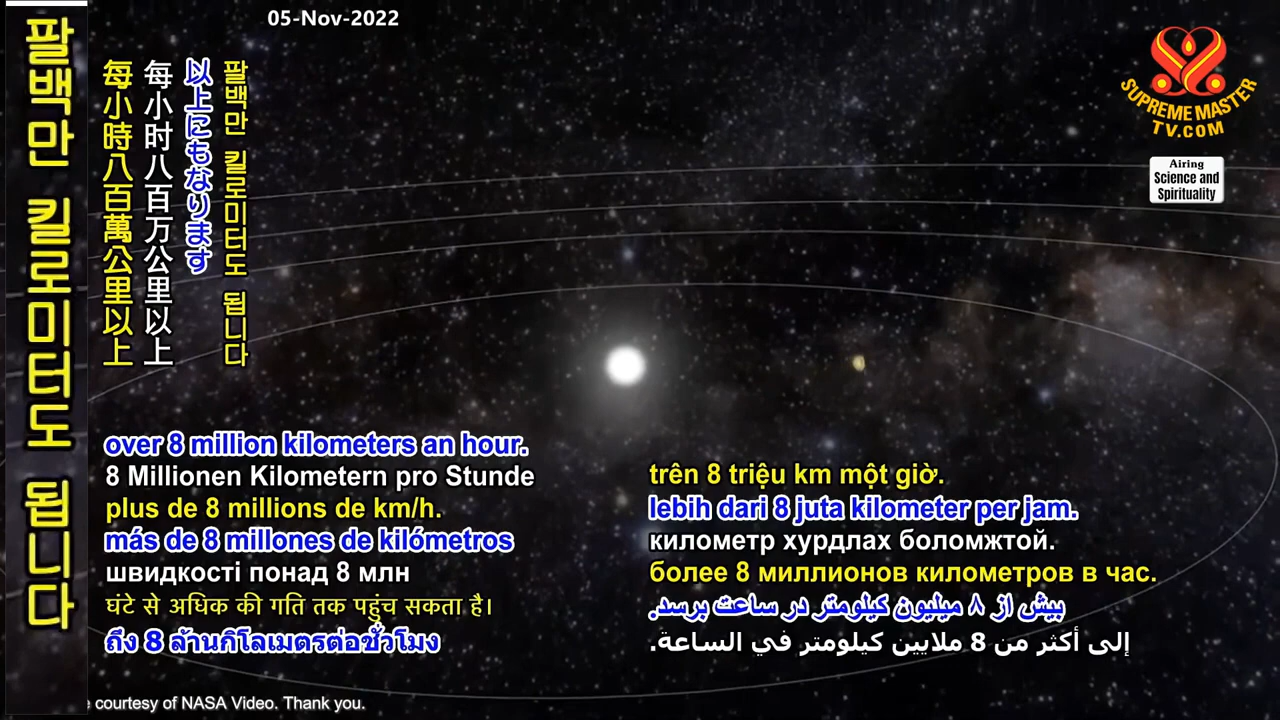 05-Nov-2022
팔백만 킬로미터도 됩니다
每小時八百萬公里以上
每小时八百万公里以上
以上にもなります
팔백만 킬로미터도 됩니다
SUPREME MASTER
TV.COM
Airing
Science and
Spirituality
over 8 million kilometers an hour.
8 Millionen Kilometern pro Stunde
plus de 8 millions de km/h.
más de 8 millones de kilómetros
швидкості понад 8 млн
घंटे से अधिक की गति तक पहुंच सकता है।
ถึง 8 ล้านกิโลเมตรต่อชั่วโมง
trên 8 triệu km một giờ.
lebih dari 8 juta kilometer per jam.
километр хурдлах боломжтой.
более 8 миллионов километров в час.
بیش از ۸ میلیون کیلومتر در ساعت برسد.
إلى أكثر من 8 ملايين كيلومتر في الساعة.
courtesy of NASA Video. Thank you.